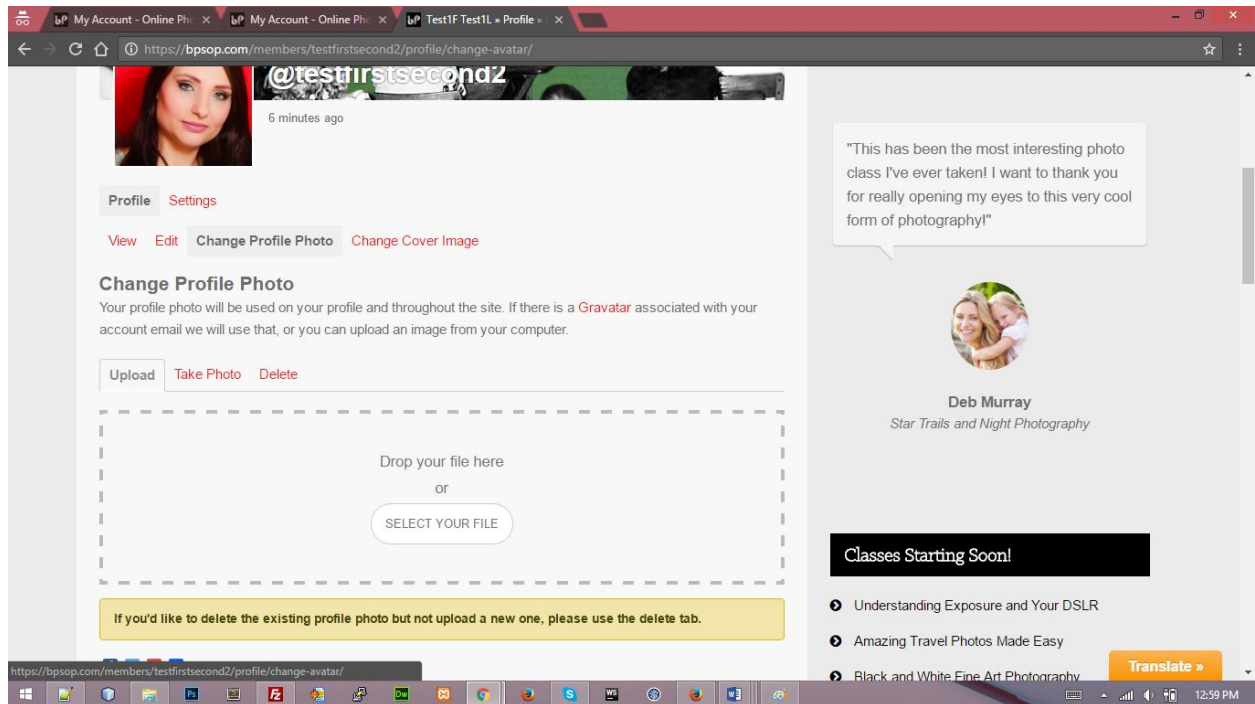 bP My Account - Online Pho
bP My Account - Online Pho
bP Test1F Test1L » Profile »
https://bpsop.com/members/testfirstsecond2/profile/change-avatar/
@testfirstsecond2
6 minutes ago
Profile Settings
View Edit Change Profile Photo Change Cover Image
Change Profile Photo
Your profile photo will be used on your profile and throughout the site. If there is a Gravatar associated with your
account email we will use that, or you can upload an image from your computer.
Upload Take Photo Delete
Drop your file here
or
SELECT YOUR FILE
If you'd like to delete the existing profile photo but not upload a new one, please use the delete tab.
"This has been the most interesting photo
class I've ever taken! I want to thank you
for really opening my eyes to this very cool
form of photography!"
Deb Murray
Star Trails and Night Photography
Classes Starting Soon!
Understanding Exposure and Your DSLR
Amazing Travel Photos Made Easy
Black and White Fine Art Photography
Translate »
https://bpsop.com/members/testfirstsecond2/profile/change-avatar/
Ps
Fz
Dw
S
WS
W
12:59 PM